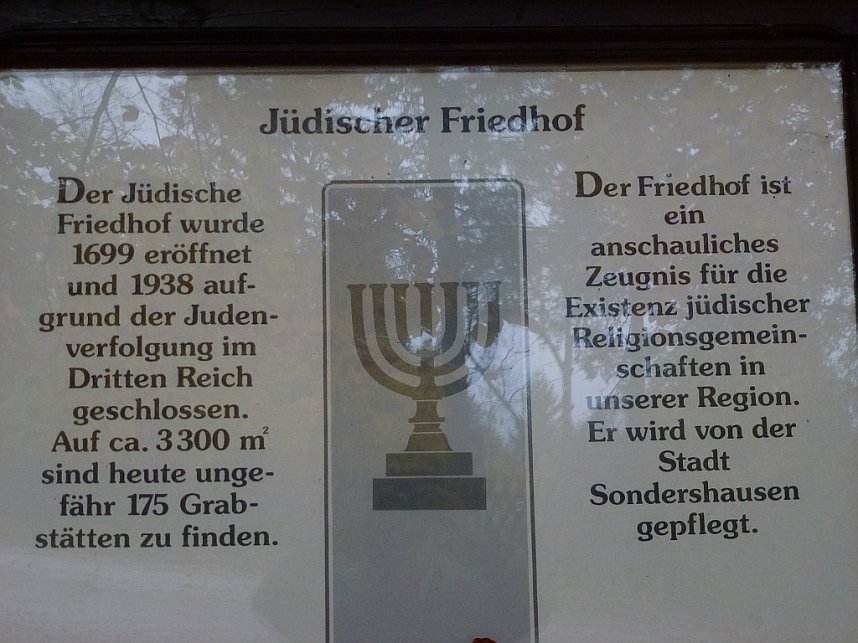 Jüdischer Friedhof
Der Jüdische
Friedhof wurde
1699 eröffnet
und 1938 auf-
grund der Juden-
verfolgung im
Dritten Reich
geschlossen.
Auf ca. 3300 m²
sind heute unge-
fähr 175 Grab-
stätten zu finden.
Der Friedhof ist
ein
anschauliches
Zeugnis für die
Existenz jüdischer
Religionsgemein-
schaften in
unserer Region.
Er wird von der
Stadt
Sondershausen
gepflegt.